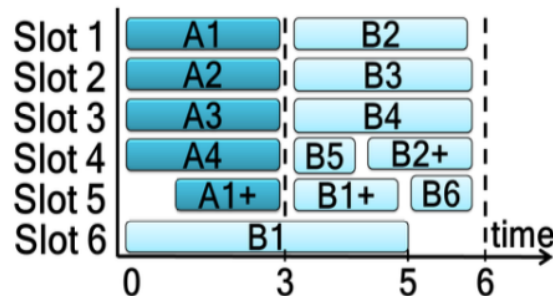 Slot 1 A1 B2
Slot 2 A2 B3
Slot 3 A3 B4
Slot 4 A4 B5 B2+
Slot 5 A1+ B1+ B6
Slot 6 B1 time
0 3 5 6